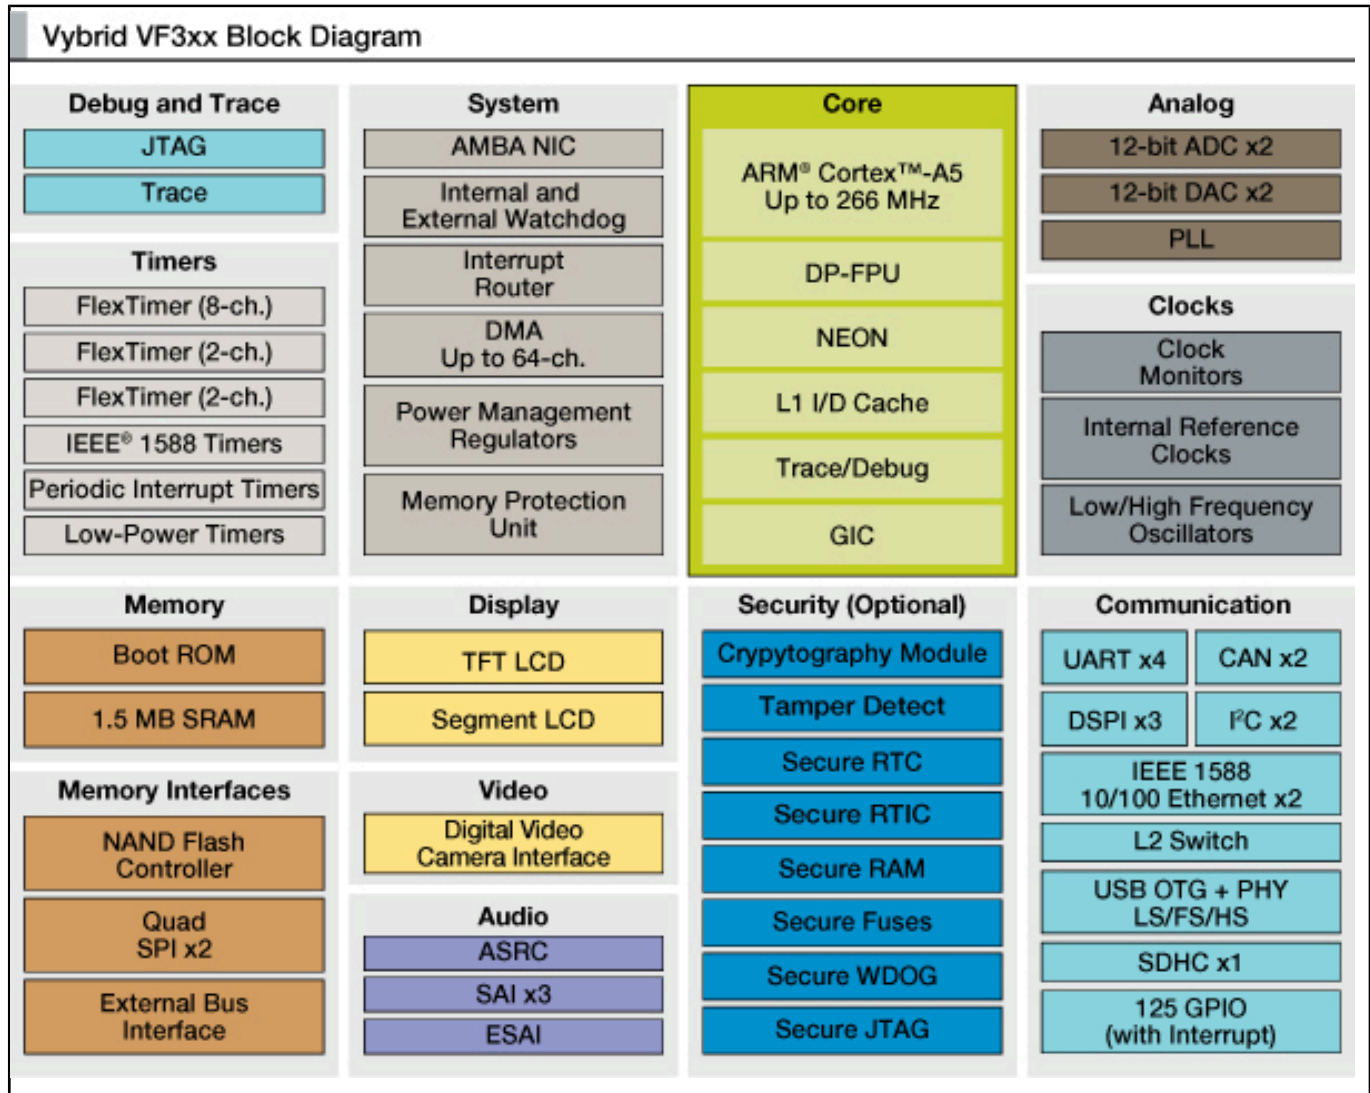 Vybrid VF3xx Block Diagram
Debug and Trace
JTAG
Trace
Timers
FlexTimer (8-ch.)
FlexTimer (2-ch.)
FlexTimer (2-ch.)
IEEE® 1588 Timers
Periodic Interrupt Timers
Low-Power Timers
System
AMBA NIC
Internal and
External Watchdog
Interrupt
Router
DMA
Up to 64-ch.
Power Management
Regulators
Memory Protection
Unit
Core
ARM® Cortex™-A5
Up to 266 MHz
DP-FPU
NEON
L1 I/D Cache
Trace/Debug
GIC
Analog
12-bit ADC x2
12-bit DAC x2
PLL
Clocks
Clock
Monitors
Internal Reference
Clocks
Low/High Frequency
Oscillators
Memory
Boot ROM
1.5 MB SRAM
Memory Interfaces
NAND Flash
Controller
Quad
SPI x2
External Bus
Interface
Display
TFT LCD
Segment LCD
Video
Digital Video
Camera Interface
Audio
ASRC
SAI x3
ESAI
Security (Optional)
Crypytography Module
Tamper Detect
Secure RTC
Secure RTIC
Secure RAM
Secure Fuses
Secure WDOG
Secure JTAG
Communication
UART x4
CAN x2
DSPI x3
I²C x2
IEEE 1588
10/100 Ethernet x2
L2 Switch
USB OTG + PHY
LS/FS/HS
SDHC x1
125 GPIO
(with Interrupt)